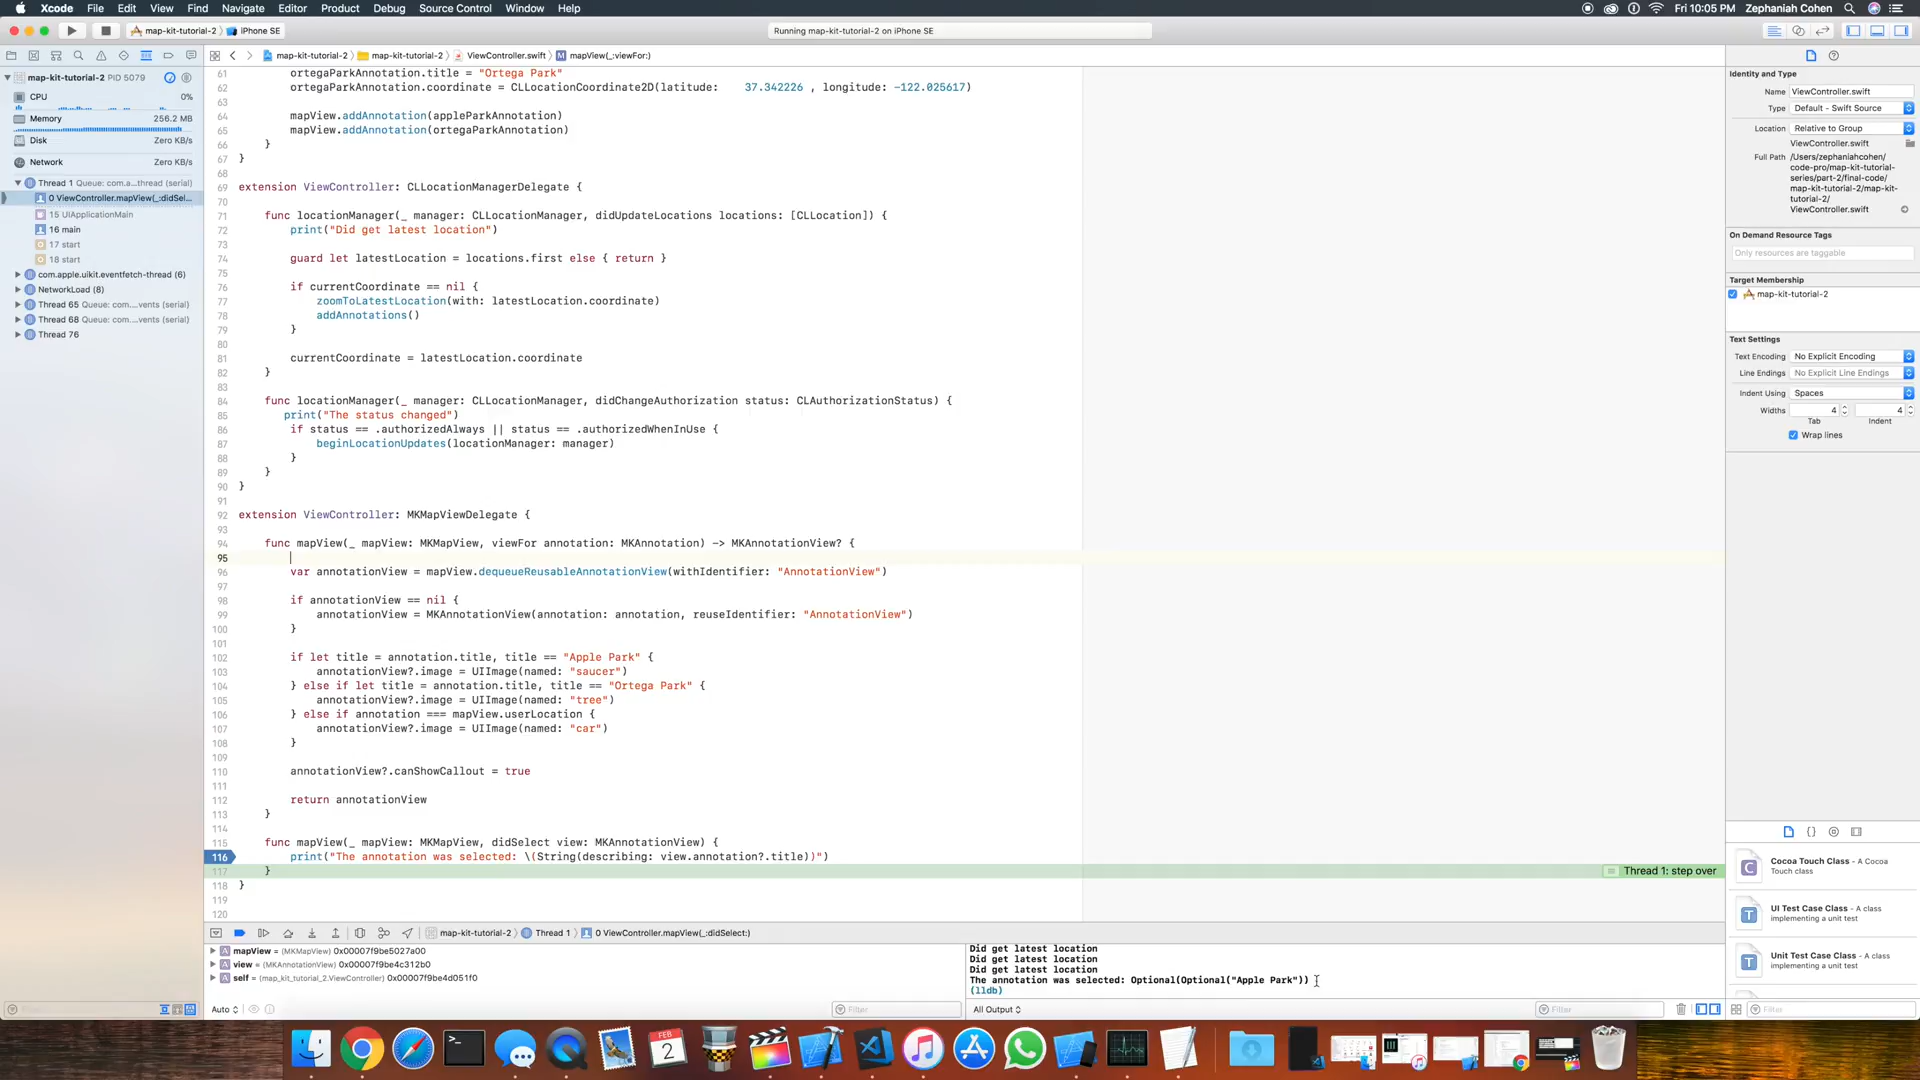 Xcode File Edit View Find Navigate Editor Product Debug Source Control Window Help
Fri 10:05 PM Zephaniah Cohen
map-kit-tutorial-2 iPhone SE
Running map-kit-tutorial-2 on iPhone SE
map-kit-tutorial-2 map-kit-tutorial-2 ViewController.swift mapView(_:viewFor:)
map-kit-tutorial-2 PID 5079
CPU 0%
Memory 256.2 MB
Disk Zero KB/s
Network Zero KB/s
Thread 1 Queue: com.a...thread (serial)
0 ViewController.mapView(_:didSel...
15 UIApplicationMain
16 main
17 start
18 start
com.apple.uikit.eventfetch-thread (6)
NetworkLoad (8)
Thread 65 Queue: com....vents (serial)
Thread 68 Queue: com....vents (serial)
Thread 76
61 ortegaParkAnnotation.title = "Ortega Park"
62 ortegaParkAnnotation.coordinate = CLLocationCoordinate2D(latitude: 37.342226 , longitude: -122.025617)
63
64 mapView.addAnnotation(appleParkAnnotation)
65 mapView.addAnnotation(ortegaParkAnnotation)
66 }
67 }
68
69 extension ViewController: CLLocationManagerDelegate {
70
71 func locationManager(_ manager: CLLocationManager, didUpdateLocations locations: [CLLocation]) {
72 print("Did get latest location")
73
74 guard let latestLocation = locations.first else { return }
75
76 if currentCoordinate == nil {
77 zoomToLatestLocation(with: latestLocation.coordinate)
78 addAnnotations()
79 }
80
81 currentCoordinate = latestLocation.coordinate
82 }
83
84 func locationManager(_ manager: CLLocationManager, didChangeAuthorization status: CLAuthorizationStatus) {
85 print("The status changed")
86 if status == .authorizedAlways || status == .authorizedWhenInUse {
87 beginLocationUpdates(locationManager: manager)
88 }
89 }
90 }
91
92 extension ViewController: MKMapViewDelegate {
93
94 func mapView(_ mapView: MKMapView, viewFor annotation: MKAnnotation) -> MKAnnotationView? {
95
96 var annotationView = mapView.dequeueReusableAnnotationView(withIdentifier: "AnnotationView")
97
98 if annotationView == nil {
99 annotationView = MKAnnotationView(annotation: annotation, reuseIdentifier: "AnnotationView")
100 }
101
102 if let title = annotation.title, title == "Apple Park" {
103 annotationView?.image = UIImage(named: "saucer")
104 } else if let title = annotation.title, title == "Ortega Park" {
105 annotationView?.image = UIImage(named: "tree")
106 } else if annotation === mapView.userLocation {
107 annotationView?.image = UIImage(named: "car")
108 }
109
110 annotationView?.canShowCallout = true
111
112 return annotationView
113 }
114
115 func mapView(_ mapView: MKMapView, didSelect view: MKAnnotationView) {
116 print("The annotation was selected: \(String(describing: view.annotation?.title))")
117 } Thread 1: step over
118 }
119
120
map-kit-tutorial-2 Thread 1 0 ViewController.mapView(_:didSelect:)
mapView = (MKMapView) 0x00007f9be5027a00
view = (MKAnnotationView) 0x00007f9be4c312b0
self = (map_kit_tutorial_2.ViewController) 0x00007f9be4d051f0
Auto Filter
Did get latest location
Did get latest location
Did get latest location
The annotation was selected: Optional(Optional("Apple Park"))
(lldb)
All Output Filter
Identity and Type
Name ViewController.swift
Type Default - Swift Source
Location Relative to Group
ViewController.swift
Full Path /Users/zephaniahcohen/
code-pro/map-kit-tutorial-
series/part-2/final-code/
map-kit-tutorial-2/map-kit-
tutorial-2/
ViewController.swift
On Demand Resource Tags
Only resources are taggable
Target Membership
map-kit-tutorial-2
Text Settings
Text Encoding No Explicit Encoding
Line Endings No Explicit Line Endings
Indent Using Spaces
Widths 4 4
Tab Indent
Wrap lines
Cocoa Touch Class - A Cocoa
Touch class
UI Test Case Class - A class
implementing a unit test
Unit Test Case Class - A class
implementing a unit test
Filter
FEB
2